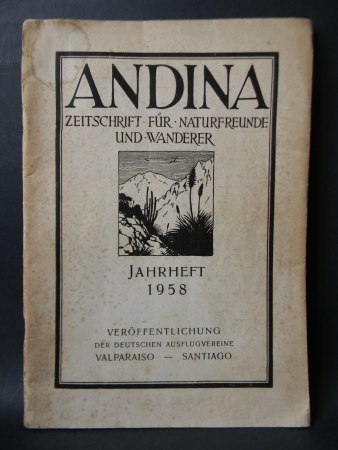 ANDINA
ZEITSCHRIFT · FÜR · NATURFREUNDE
UND · WANDERER
JAHRHEFT
1958
VERÖFFENTLICHUNG
DER DEUTSCHEN AUSFLUGVEREINE
VALPARAISO — SANTIAGO